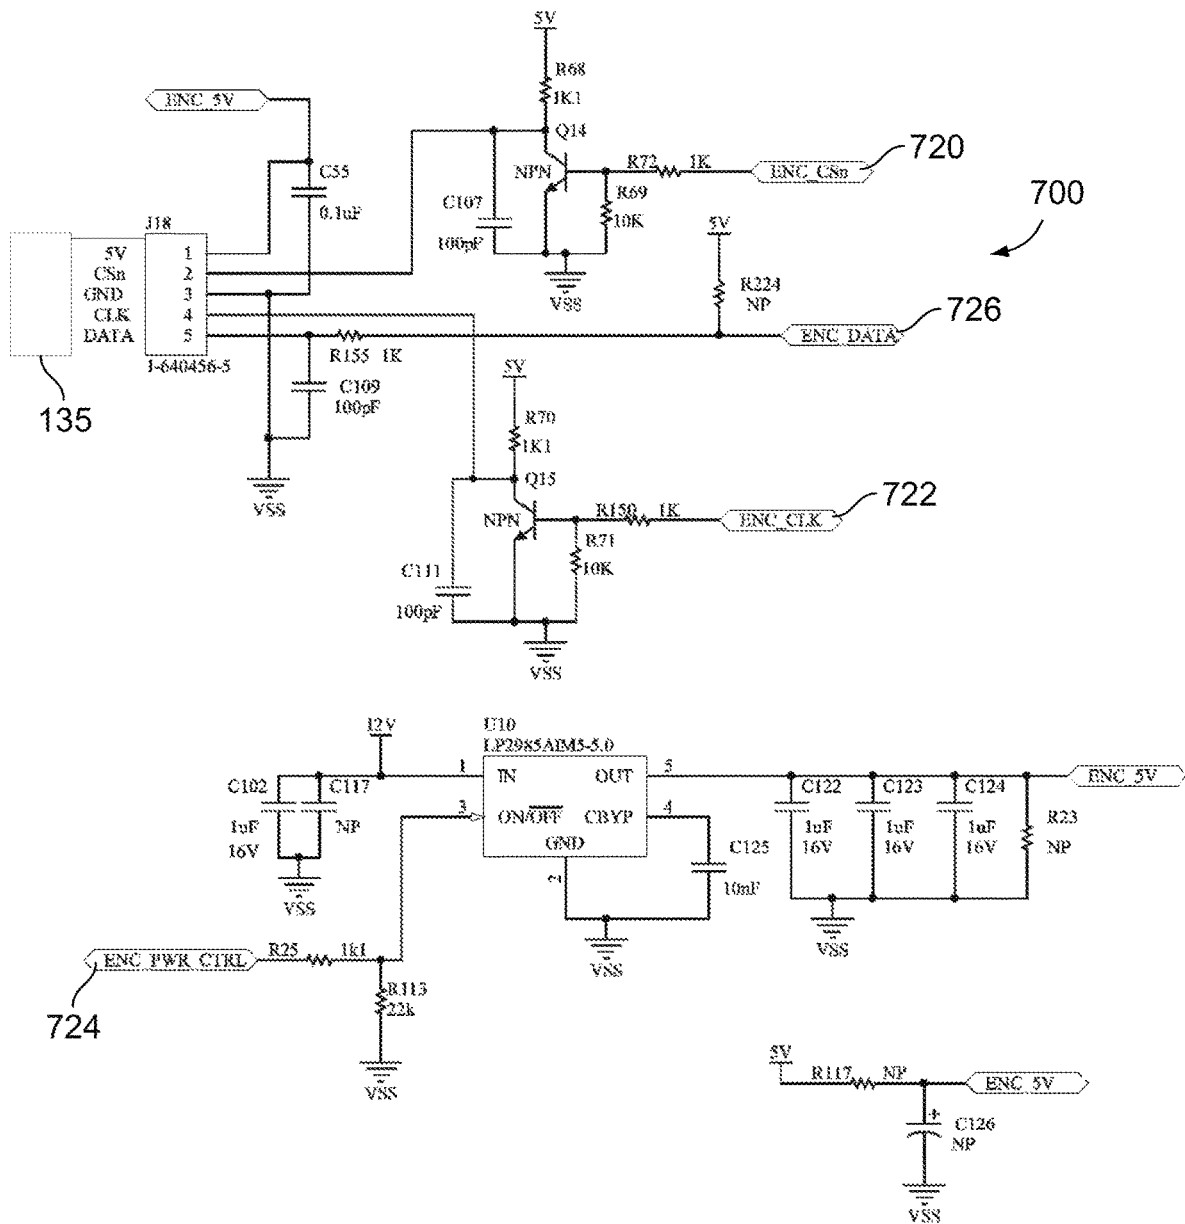 5V
R68
1K1
ENC_5V
Q14
720
C55
NPN
R72
1K
ENC_CSn
R69
700
0.1uF
C107
10K
J18
100pF
5V
5V
1
CSn
2
VSS
R224
GND
3
NP
CLK
4
726
DATA
5
ENC_DATA
R155
1K
1-640456-5
5V
C109
135
100pF
R70
1K1
Q15
722
VSS
NPN
R150
1K
ENC_CLK
R71
C111
10K
100pF
VSS
12V
U10
LP2985AIM5-5.0
1
IN
OUT
5
ENC_5V
C102
C117
C122
C123
C124
3
ON/OFF
CBYP
4
R23
1uF
NP
1uF
1uF
1uF
16V
16V
16V
16V
NP
GND
C125
2
10nF
VSS
VSS
VSS
ENC_PWR_CTRL
R25
1k1
R113
22k
724
VSS
5V
R117
NP
ENC_5V
C126
NP
VSS